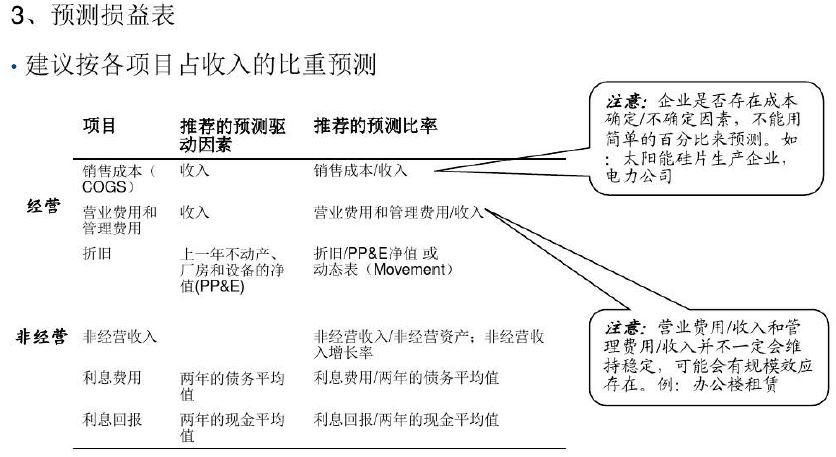 3、预测损益表
• 建议按各项目占收入的比重预测
项目
推荐的预测驱
动因素
推荐的预测比率
经营
销售成本（
COGS）
收入
销售成本/收入
营业费用和
管理费用
收入
营业费用和管理费用/收入
折旧
上一年不动产、
厂房和设备的净
值(PP&E)
折旧/PP&E净值 或
动态表（Movement）
非经营
非经营收入
非经营收入/非经营资产；非经营收
入增长率
利息费用
两年的债务平均
值
利息费用/两年的债务平均值
利息回报
两年的现金平均
值
利息回报/两年的现金平均值
注意：企业是否存在成本
确定/不确定因素，不能用
简单的百分比来预测。如
：太阳能硅片生产企业，
电力公司
注意：营业费用/收入和管
理费用/收入并不一定会维
持稳定，可能会有规模效应
存在。例：办公楼租赁